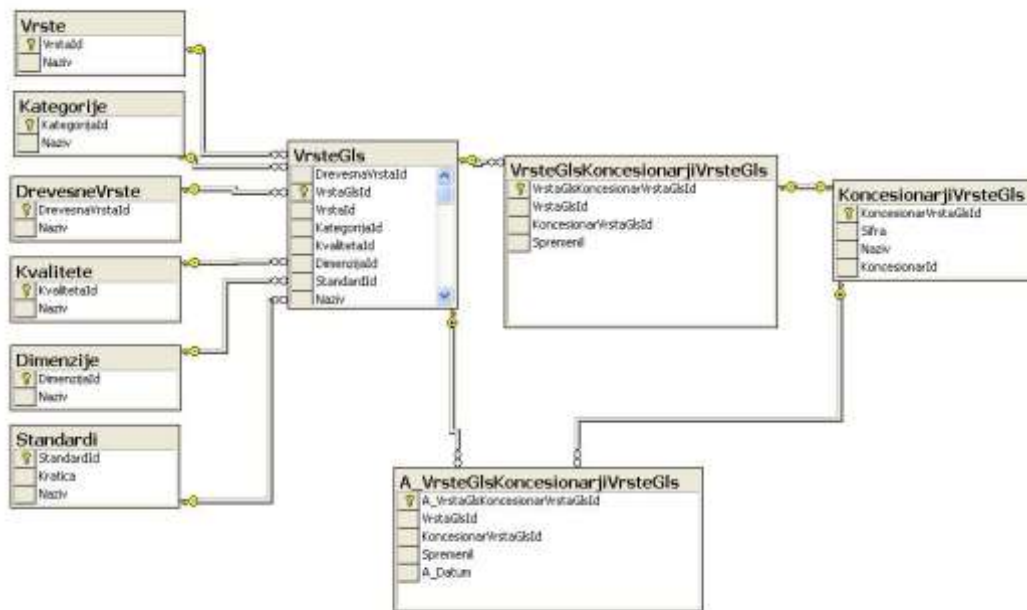 Vrste
VrstaId
Naziv
Kategorije
KategorijaId
Naziv
DrevesneVrste
DrevesnaVrstaId
Naziv
Kvalitete
KvalitetaId
Naziv
Dimenzije
DimenzijaId
Naziv
Standardi
StandardId
Kratica
Naziv
VrsteGls
DrevesnaVrstaId
VrstaGlsId
VrstaId
KategorijaId
KvalitetaId
DimenzijaId
StandardId
Naziv
VrsteGlsKoncesionarjiVrsteGls
VrstaGlsKoncesionarVrstaGlsId
VrstaGlsId
KoncesionarVrstaGlsId
Spremenil
KoncesionarjiVrsteGls
KoncesionarVrstaGlsId
Sifra
Naziv
KoncesionarId
A_VrsteGlsKoncesionarjiVrsteGls
A_VrstaGlsKoncesionarVrstaGlsId
VrstaGlsId
KoncesionarVrstaGlsId
Spremenil
A_Datum